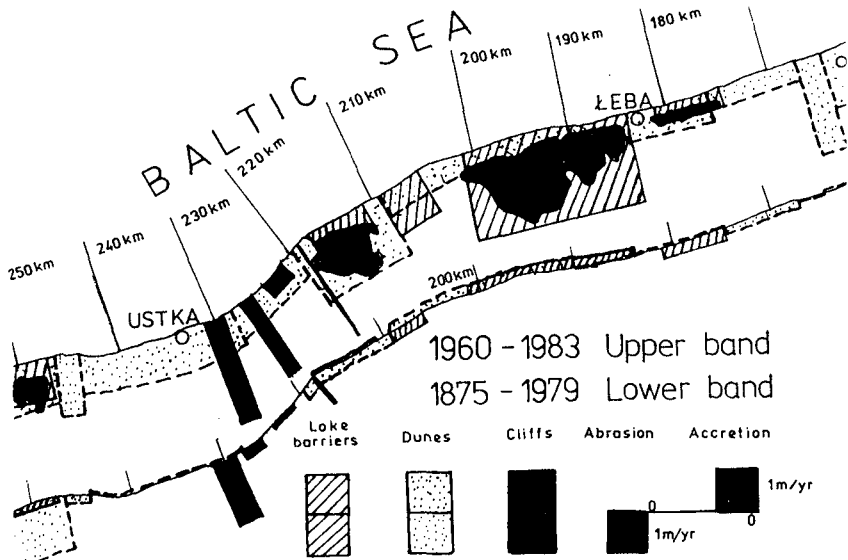 BALTIC SEA
180 km
190 km
200 km
ŁEBA
210 km
220 km
230 km
240 km
250 km
USTKA
200km
1960 – 1983 Upper band
1875 – 1979 Lower band
Lake barriers
Dunes
Cliffs
Abrasion
Accretion
0
1m/yr
1m/yr
0